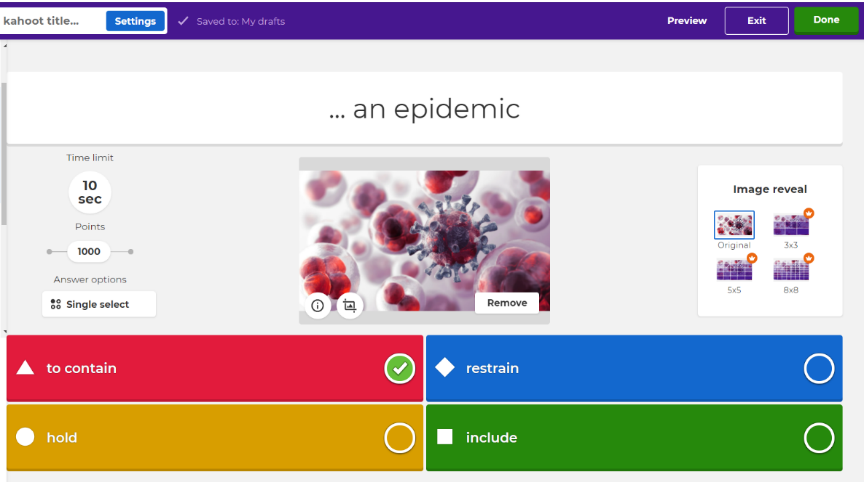 kahoot title...
Settings
Saved to: My drafts
Preview
Exit
Done
... an epidemic
Time limit
10
sec
Points
1000
Answer options
Single select
Remove
Image reveal
Original
3x3
5x5
8x8
to contain
restrain
hold
include